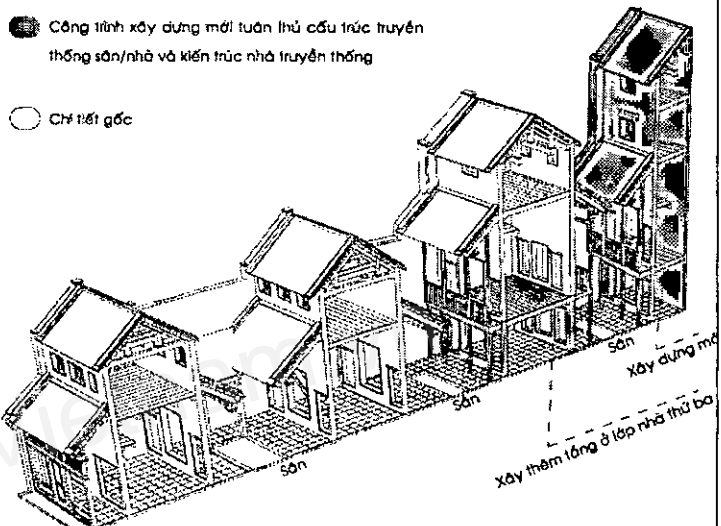 Công trình xây dựng mới tuân thủ cấu trúc truyền
thống sân/nhà và kiến trúc nhà truyền thống
Chi tiết gốc
Sân
Xây dựng mớ
Sân
Xây thêm tầng ở lớp nhà thứ ba
Sân